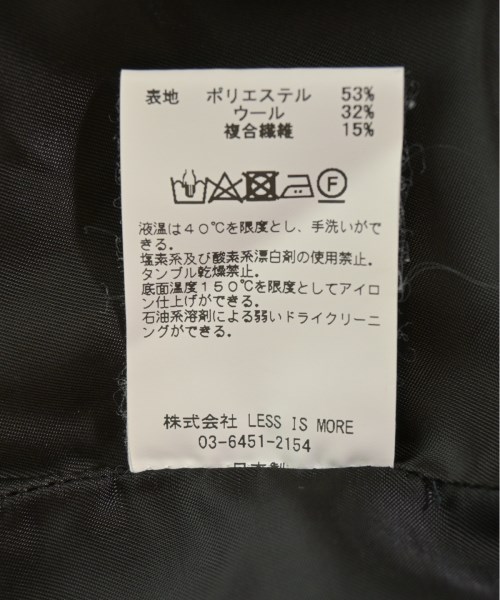 表地 ポリエステル 53%
ウール 32%
複合繊維 15%
F
液温は40℃を限度とし、手洗いがで
きる。
塩素系及び酸素系漂白剤の使用禁止。
タンブル乾燥禁止。
底面温度150℃を限度としてアイロ
ン仕上げができる。
石油系溶剤による弱いドライクリーニ
ングができる。
株式会社 LESS IS MORE
03-6451-2154
日本製